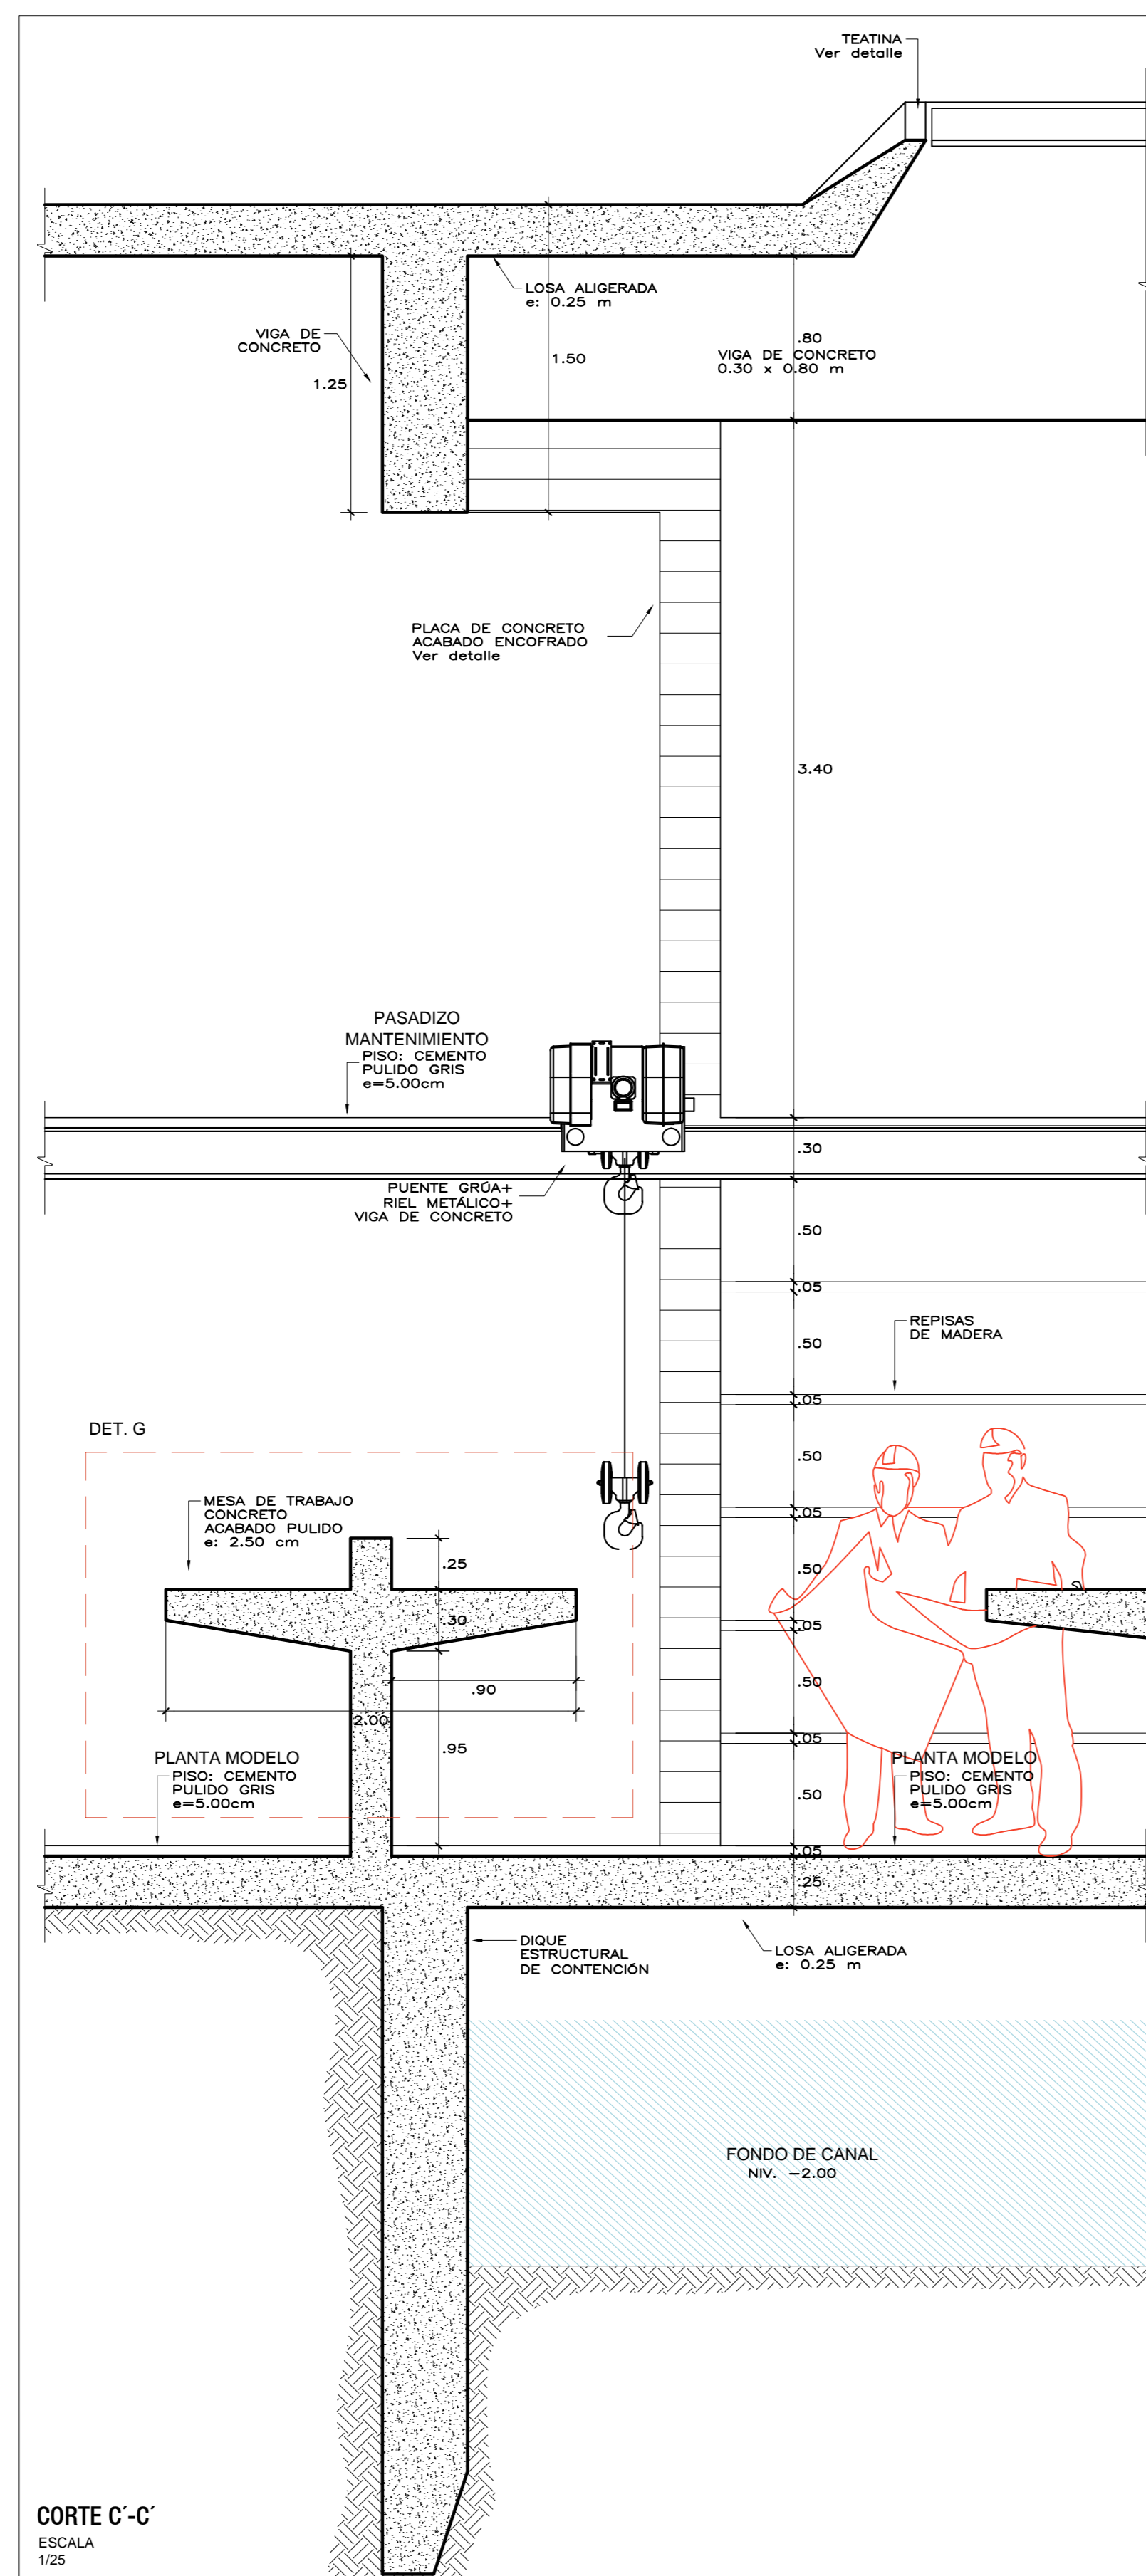 TEATINA
Ver detalle
LOSA ALIGERADA
e: 0.25 m
VIGA DE
CONCRETO
1.25
1.50
.80
VIGA DE CONCRETO
0.30 x 0.80 m
PLACA DE CONCRETO
ACABADO ENCOFRADO
Ver detalle
3.40
PASADIZO
MANTENIMIENTO
PISO: CEMENTO
PULIDO GRIS
e=5.00cm
.30
PUENTE GRÚA+
RIEL METÁLICO+
VIGA DE CONCRETO
.50
.05
REPISAS
DE MADERA
.50
.05
DET. G
.50
.05
MESA DE TRABAJO
CONCRETO
ACABADO PULIDO
e: 2.50 cm
.25
.50
.30
.05
.90
.50
2.00
.95
.05
PLANTA MODELO
PISO: CEMENTO
PULIDO GRIS
e=5.00cm
PLANTA MODELO
PISO: CEMENTO
PULIDO GRIS
e=5.00cm
.50
.05
.25
DIQUE
ESTRUCTURAL
DE CONTENCIÓN
LOSA ALIGERADA
e: 0.25 m
FONDO DE CANAL
NIV. −2.00
CORTE C´-C´
ESCALA
1/25